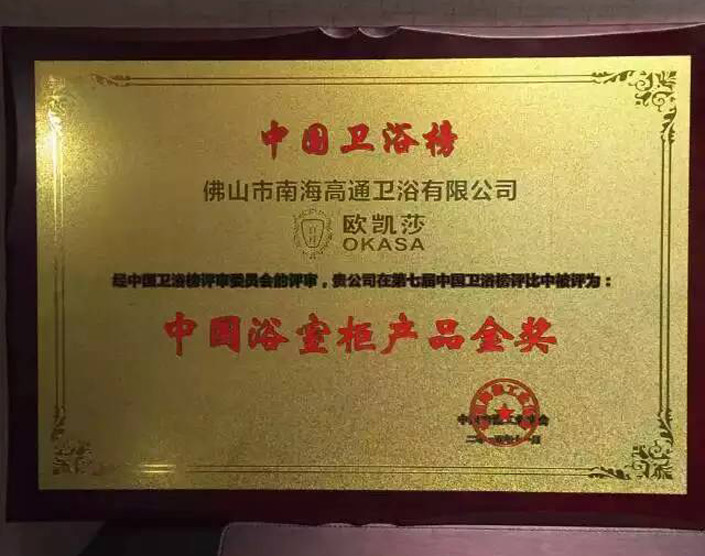 中国卫浴榜
佛山市南海高通卫浴有限公司
欧凯莎
OKASA
经中国卫浴榜评审委员会的评审，贵公司在第七届中国卫浴榜评比中被评为：
中国浴室柜产品金奖